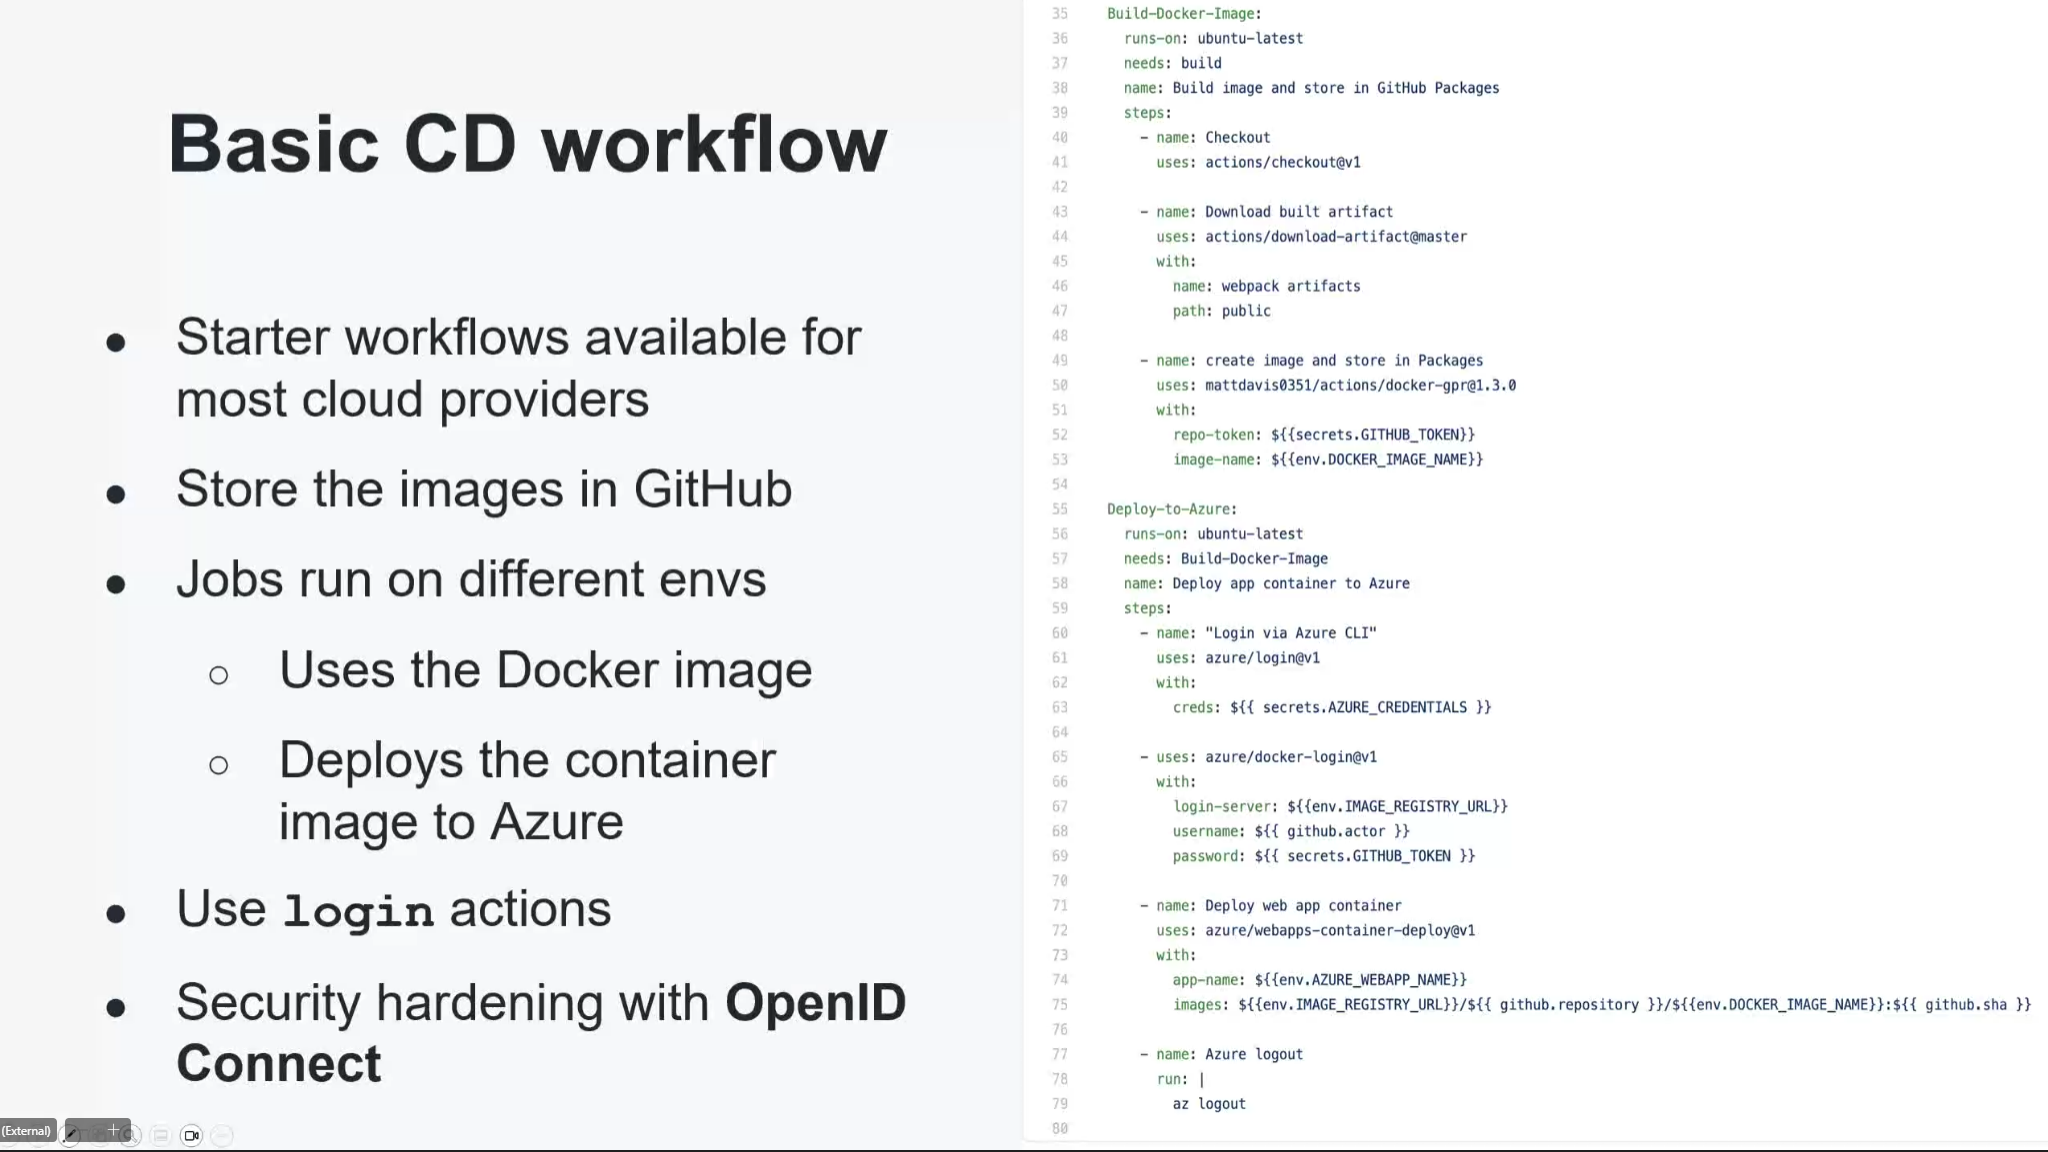 Basic CD workflow
● Starter workflows available for
most cloud providers
● Store the images in GitHub
● Jobs run on different envs
○ Uses the Docker image
○ Deploys the container
image to Azure
● Use login actions
● Security hardening with OpenID
Connect
(External)
35 Build-Docker-Image:
36 runs-on: ubuntu-latest
37 needs: build
38 name: Build image and store in GitHub Packages
39 steps:
40 - name: Checkout
41 uses: actions/checkout@v1
42
43 - name: Download built artifact
44 uses: actions/download-artifact@master
45 with:
46 name: webpack artifacts
47 path: public
48
49 - name: create image and store in Packages
50 uses: mattdavis0351/actions/docker-gpr@1.3.0
51 with:
52 repo-token: ${{secrets.GITHUB_TOKEN}}
53 image-name: ${{env.DOCKER_IMAGE_NAME}}
54
55 Deploy-to-Azure:
56 runs-on: ubuntu-latest
57 needs: Build-Docker-Image
58 name: Deploy app container to Azure
59 steps:
60 - name: "Login via Azure CLI"
61 uses: azure/login@v1
62 with:
63 creds: ${{ secrets.AZURE_CREDENTIALS }}
64
65 - uses: azure/docker-login@v1
66 with:
67 login-server: ${{env.IMAGE_REGISTRY_URL}}
68 username: ${{ github.actor }}
69 password: ${{ secrets.GITHUB_TOKEN }}
70
71 - name: Deploy web app container
72 uses: azure/webapps-container-deploy@v1
73 with:
74 app-name: ${{env.AZURE_WEBAPP_NAME}}
75 images: ${{env.IMAGE_REGISTRY_URL}}/${{ github.repository }}/${{env.DOCKER_IMAGE_NAME}}:${{ github.sha }}
76
77 - name: Azure logout
78 run: |
79 az logout
80